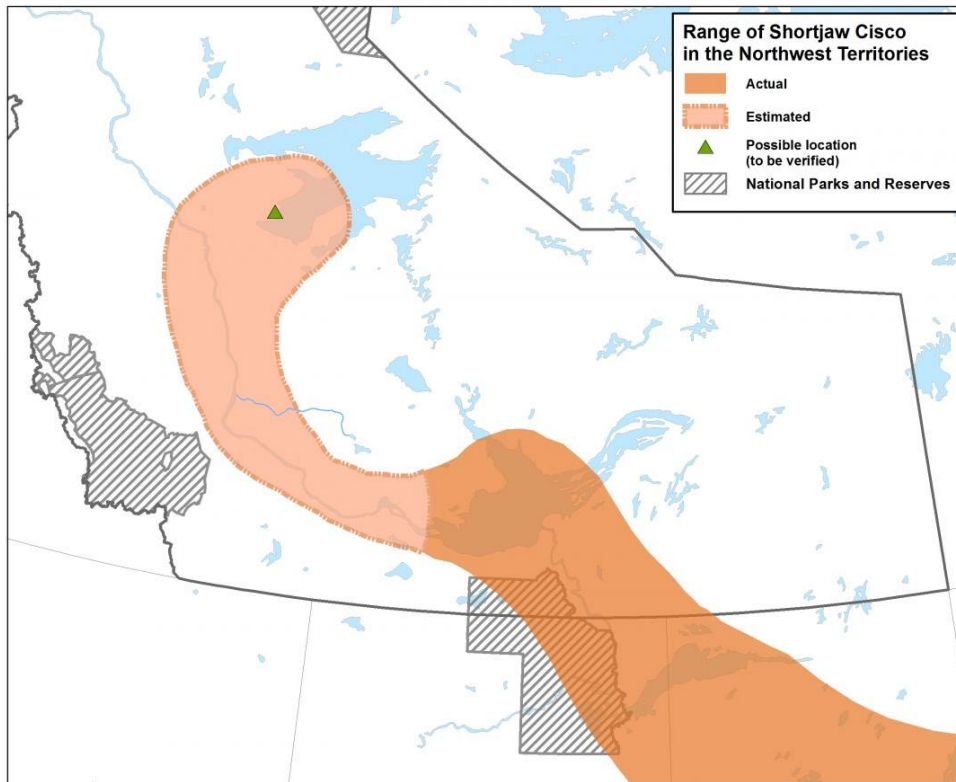 Range of Shortjaw Cisco
in the Northwest Territories
Actual
Estimated
Possible location
(to be verified)
National Parks and Reserves